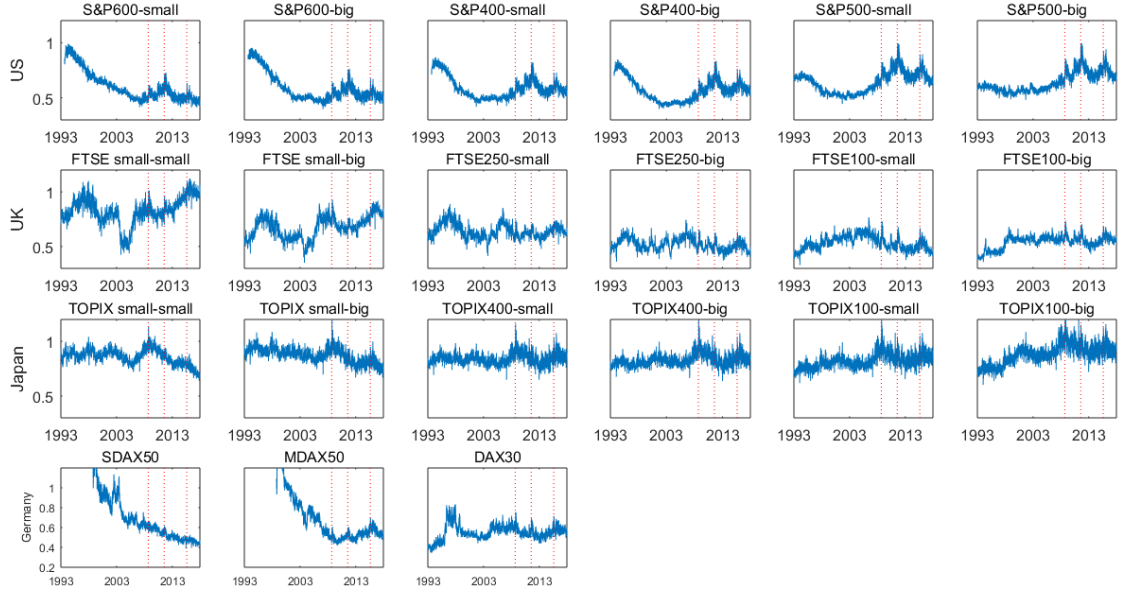 S&P600-small S&P600-big S&P400-small S&P400-big S&P500-small S&P500-big
US
1
0.5
1993 2003 2013 1993 2003 2013 1993 2003 2013 1993 2003 2013 1993 2003 2013 1993 2003 2013
FTSE small-small FTSE small-big FTSE250-small FTSE250-big FTSE100-small FTSE100-big
UK
1
0.5
1993 2003 2013 1993 2003 2013 1993 2003 2013 1993 2003 2013 1993 2003 2013 1993 2003 2013
TOPIX small-small TOPIX small-big TOPIX400-small TOPIX400-big TOPIX100-small TOPIX100-big
Japan
1
0.5
1993 2003 2013 1993 2003 2013 1993 2003 2013 1993 2003 2013 1993 2003 2013 1993 2003 2013
SDAX50 MDAX50 DAX30
Germany
1
0.8
0.6
0.4
0.2
1993 2003 2013 1993 2003 2013 1993 2003 2013